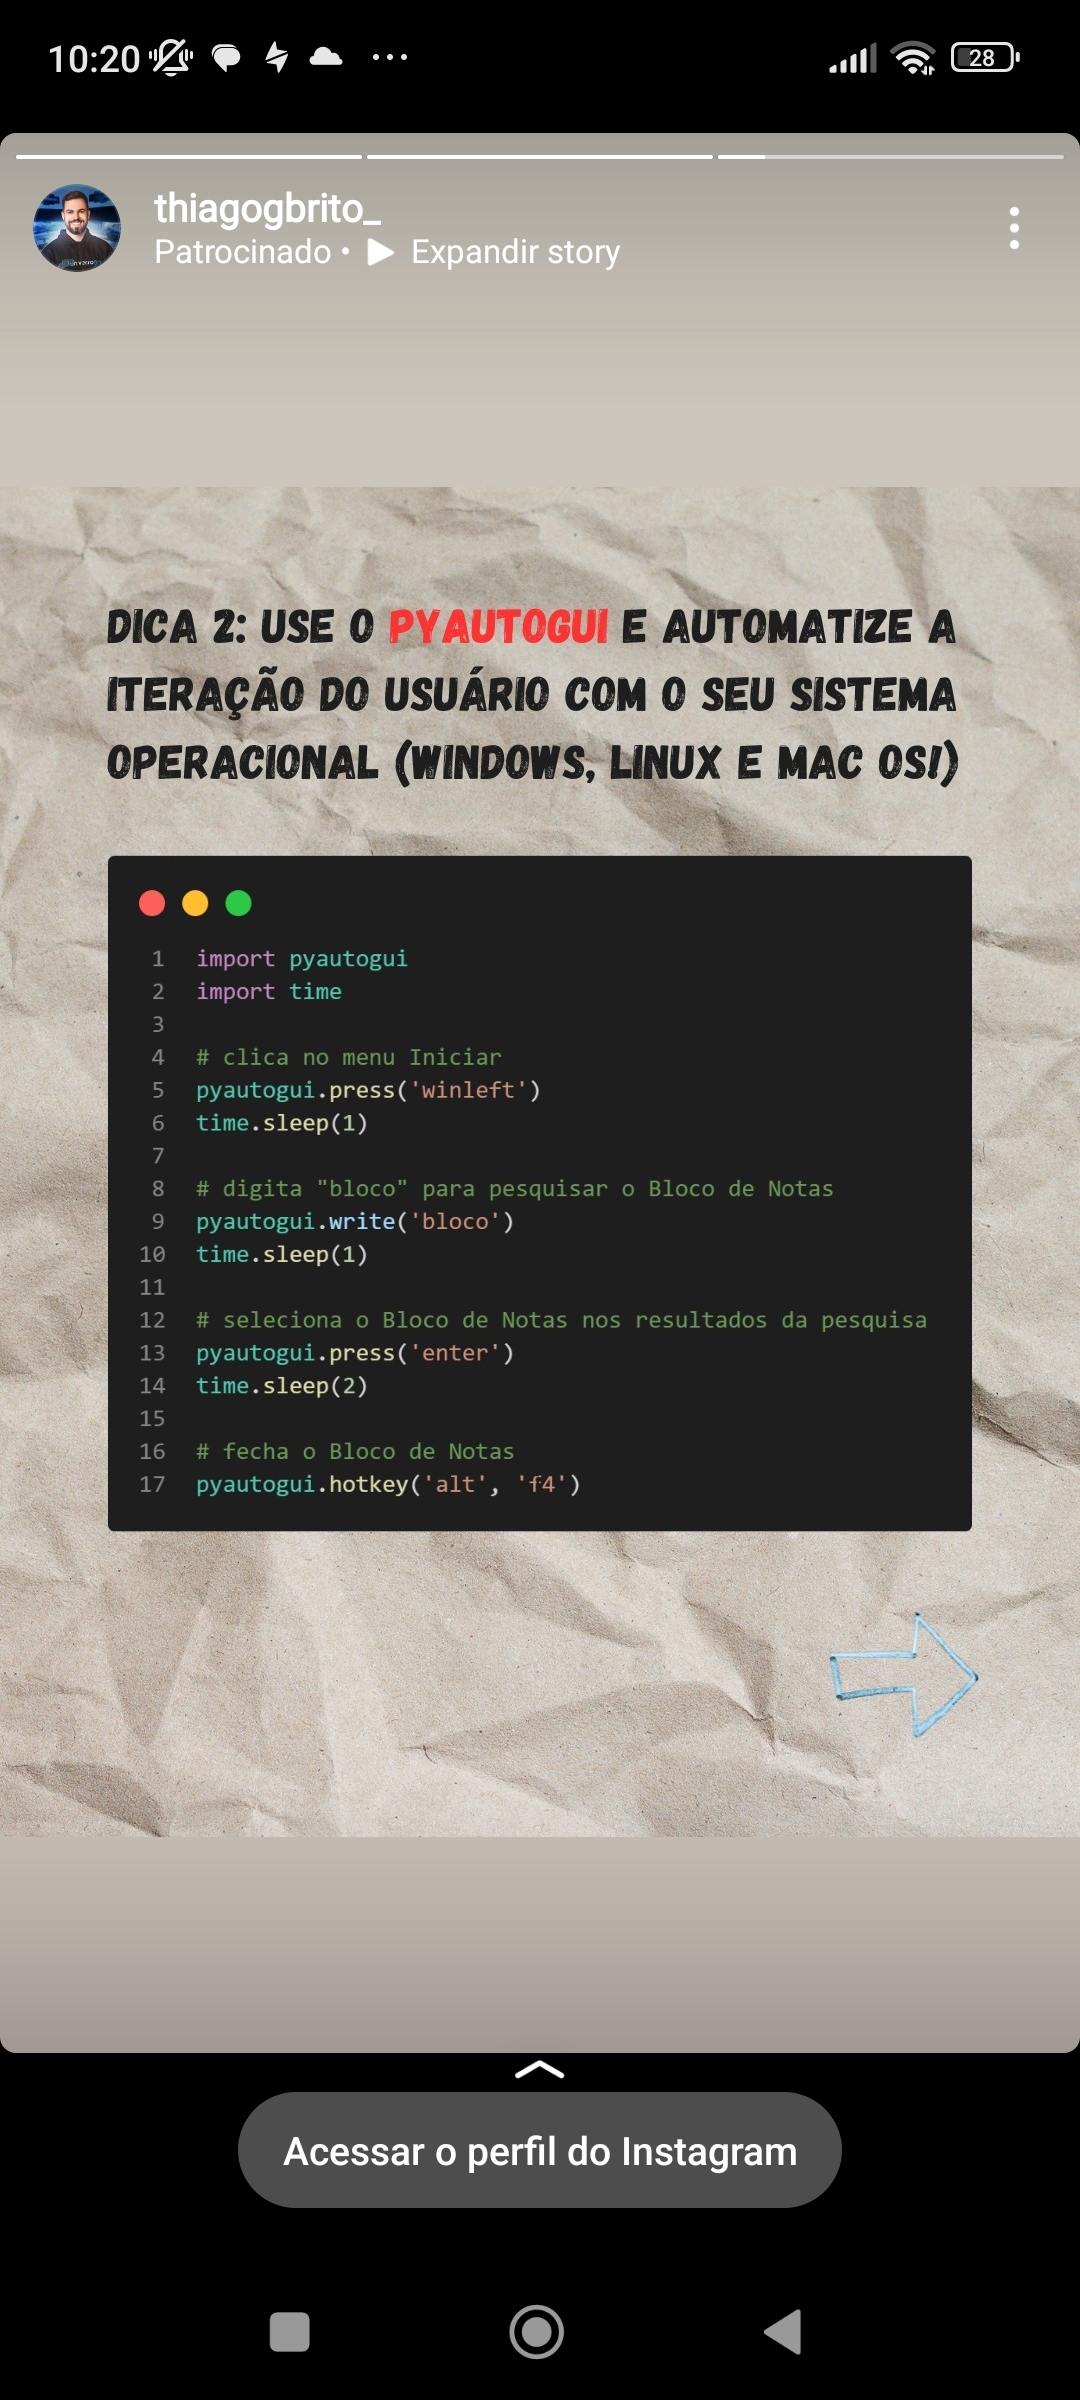 10:20
28
thiagogbrito_
Patrocinado • Expandir story
DICA 2: USE O PYAUTOGUI E AUTOMATIZE A
ITERAÇÃO DO USUÁRIO COM O SEU SISTEMA
OPERACIONAL (WINDOWS, LINUX E MAC OS!)
1 import pyautogui
2 import time
3
4 # clica no menu Iniciar
5 pyautogui.press('winleft')
6 time.sleep(1)
7
8 # digita "bloco" para pesquisar o Bloco de Notas
9 pyautogui.write('bloco')
10 time.sleep(1)
11
12 # seleciona o Bloco de Notas nos resultados da pesquisa
13 pyautogui.press('enter')
14 time.sleep(2)
15
16 # fecha o Bloco de Notas
17 pyautogui.hotkey('alt', 'f4')
Acessar o perfil do Instagram